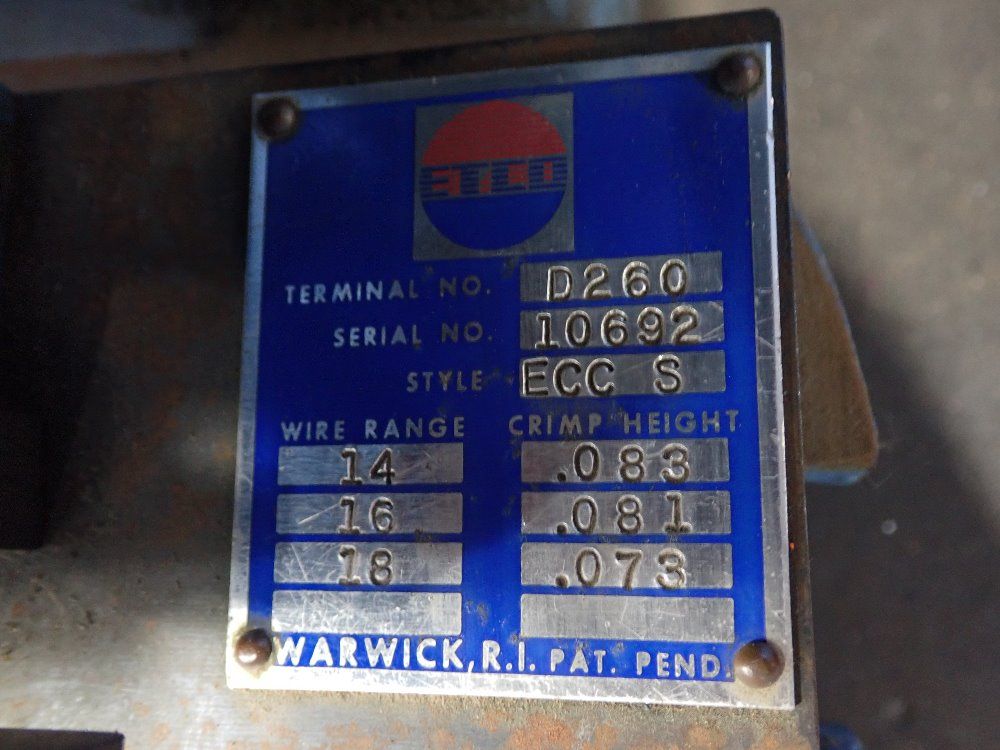 ETCO
TERMINAL NO. D260
SERIAL NO. 10692
STYLE ECC S
WIRE RANGE CRIMP HEIGHT
14 .083
16 .081
18 .073
WARWICK, R.I. PAT. PEND.